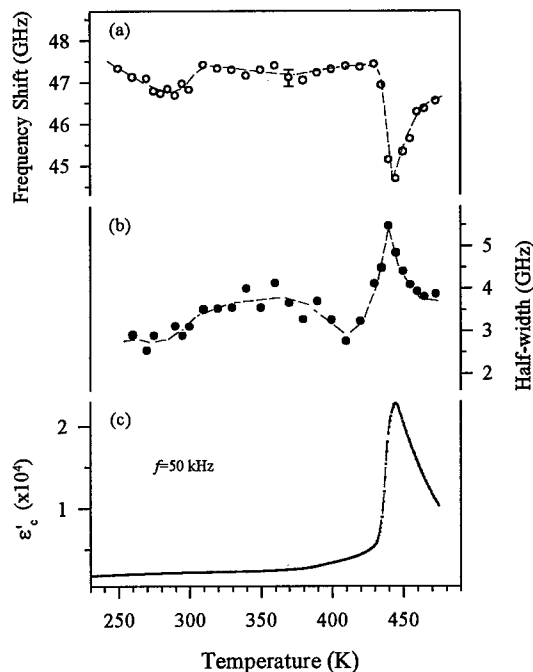 (a)
Frequency Shift (GHz)
48
47
46
45
(b)
Half-width (GHz)
5
4
3
2
(c)
f=50 kHz
ε'c (x10⁴)
2
1
250 300 350 400 450
Temperature (K)